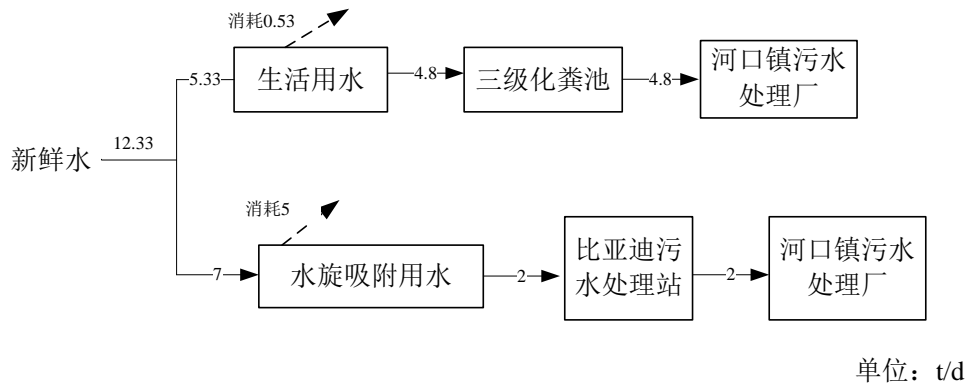 消耗0.53
5.33
生活用水
4.8
三级化粪池
4.8
河口镇污水
处理厂
新鲜水
12.33
消耗5
7
水旋吸附用水
2
比亚迪污
水处理站
2
河口镇污水
处理厂
单位：t/d